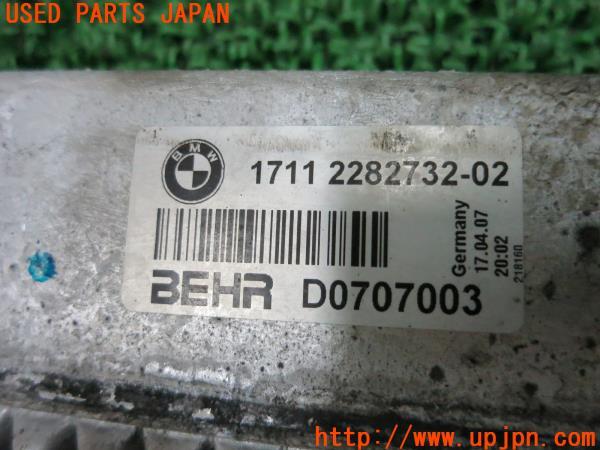 USED PARTS JAPAN
BMW
1711 2282732-02
BEHR D0707003
Germany
17.04.07
20:02
218160
http://www.upjpn.com